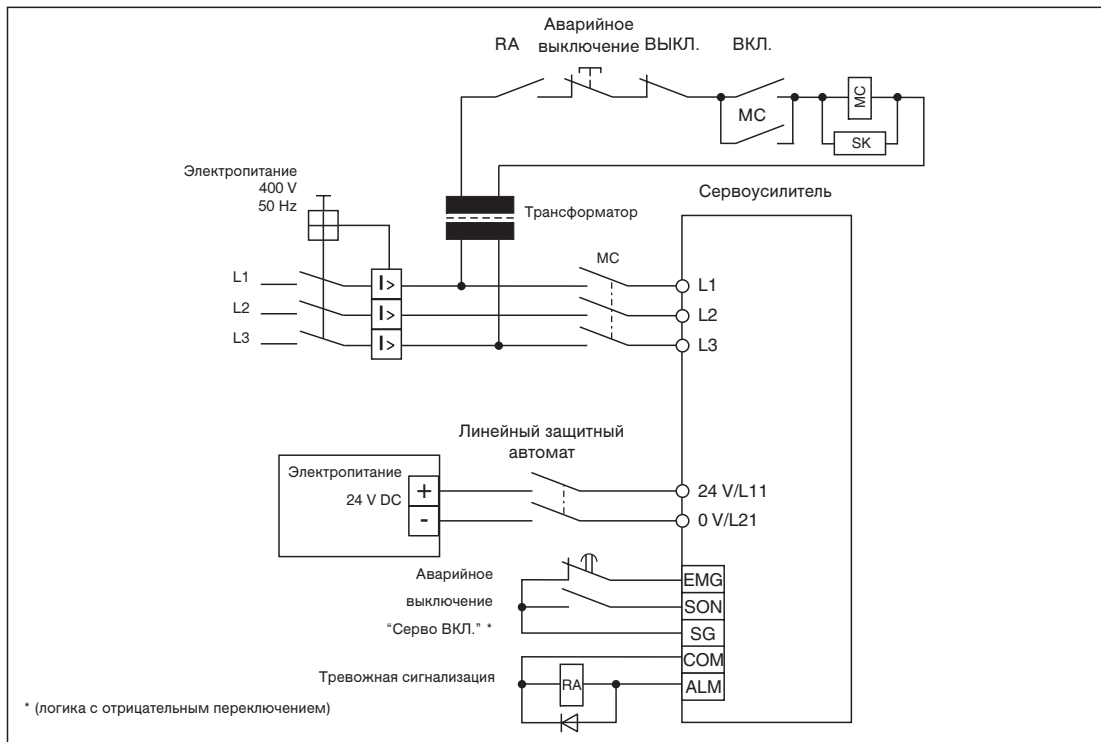 Аварийное
RA выключение ВЫКЛ. ВКЛ.
MC
MC
SK
Электропитание
400 V
50 Hz
Трансформатор
Сервоусилитель
MC
L1 I> L1
L2 I> L2
L3 I> L3
Линейный защитный
автомат
Электропитание
24 V DC
+
-
24 V/L11
0 V/L21
Аварийное
выключение
“Серво ВКЛ.” *
EMG
SON
SG
COM
ALM
Тревожная сигнализация
RA
* (логика с отрицательным переключением)